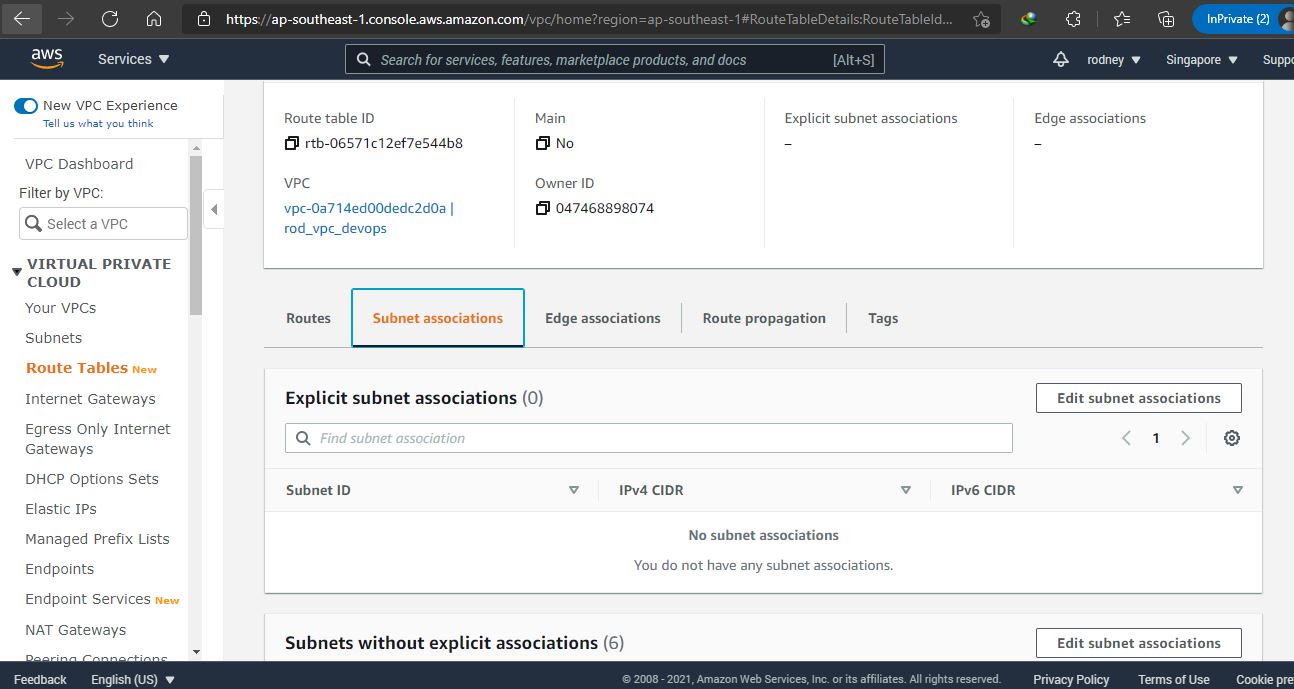 https://ap-southeast-1.console.aws.amazon.com/vpc/home?region=ap-southeast-1#RouteTableDetails:RouteTableId...
InPrivate (2)
aws
Services
Search for services, features, marketplace products, and docs
[Alt+S]
rodney
Singapore
Suppo
New VPC Experience
Tell us what you think
VPC Dashboard
Filter by VPC:
Select a VPC
VIRTUAL PRIVATE
CLOUD
Your VPCs
Subnets
Route Tables New
Internet Gateways
Egress Only Internet
Gateways
DHCP Options Sets
Elastic IPs
Managed Prefix Lists
Endpoints
Endpoint Services New
NAT Gateways
Peering Connections
Route table ID
rtb-06571c12ef7e544b8
VPC
vpc-0a714ed00dedc2d0a |
rod_vpc_devops
Main
No
Owner ID
047468898074
Explicit subnet associations
–
Edge associations
–
Routes
Subnet associations
Edge associations
Route propagation
Tags
Explicit subnet associations (0)
Edit subnet associations
Find subnet association
1
Subnet ID
IPv4 CIDR
IPv6 CIDR
No subnet associations
You do not have any subnet associations.
Subnets without explicit associations (6)
Edit subnet associations
Feedback
English (US)
© 2008 - 2021, Amazon Web Services, Inc. or its affiliates. All rights reserved.
Privacy Policy
Terms of Use
Cookie pre